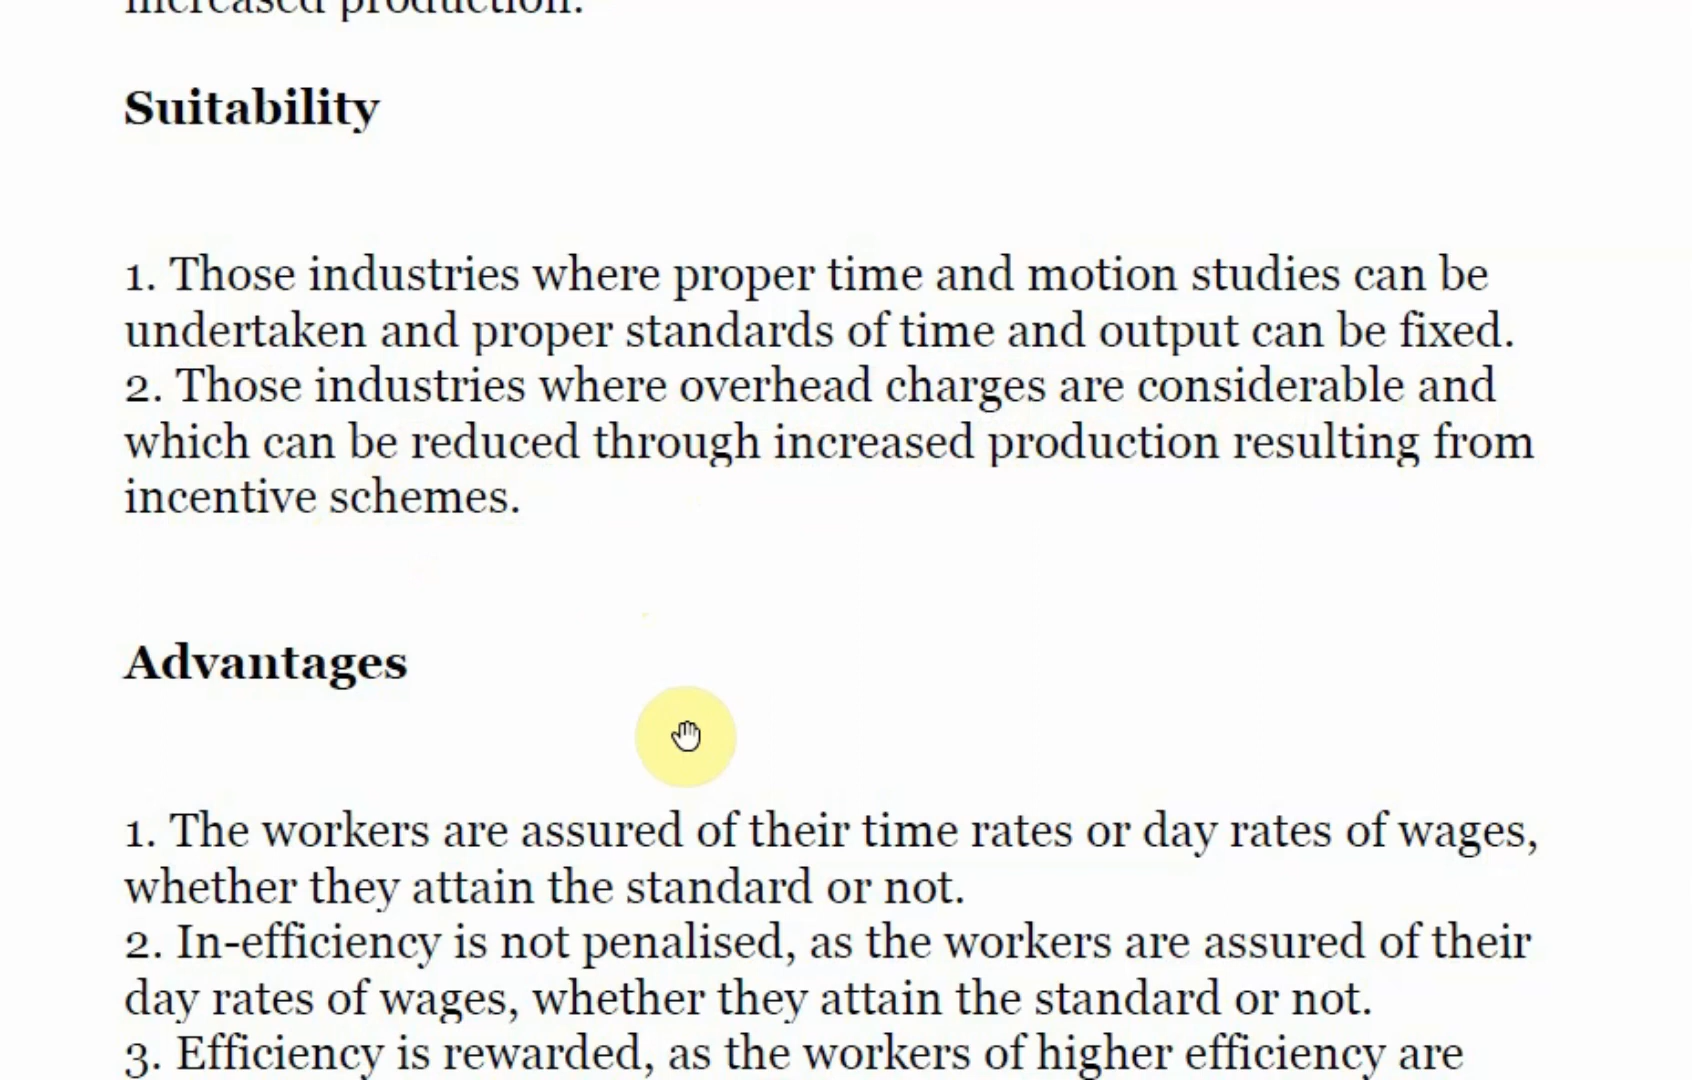 increased production.
Suitability
1. Those industries where proper time and motion studies can be
undertaken and proper standards of time and output can be fixed.
2. Those industries where overhead charges are considerable and
which can be reduced through increased production resulting from
incentive schemes.
Advantages
1. The workers are assured of their time rates or day rates of wages,
whether they attain the standard or not.
2. In-efficiency is not penalised, as the workers are assured of their
day rates of wages, whether they attain the standard or not.
3. Efficiency is rewarded, as the workers of higher efficiency are